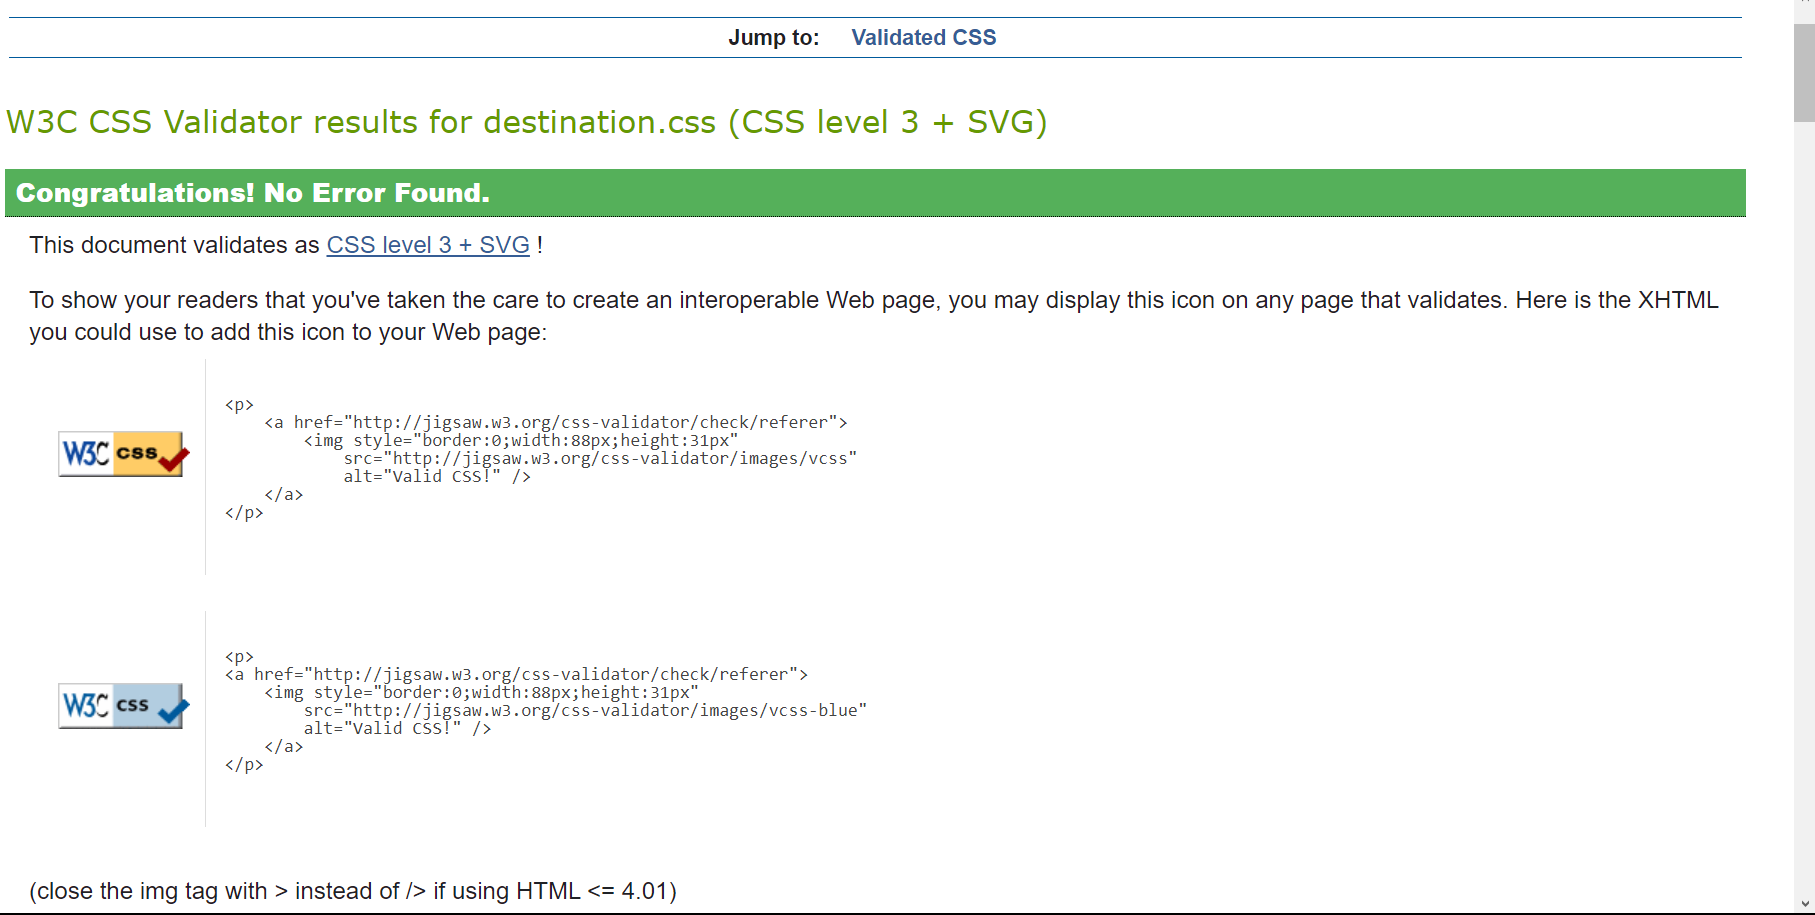 Jump to: Validated CSS
W3C CSS Validator results for destination.css (CSS level 3 + SVG)
Congratulations! No Error Found.
This document validates as CSS level 3 + SVG !
To show your readers that you've taken the care to create an interoperable Web page, you may display this icon on any page that validates. Here is the XHTML
you could use to add this icon to your Web page:
W3C css
<p>
    <a href="http://jigsaw.w3.org/css-validator/check/referer">
        <img style="border:0;width:88px;height:31px"
            src="http://jigsaw.w3.org/css-validator/images/vcss"
            alt="Valid CSS!" />
    </a>
</p>
W3C css
<p>
<a href="http://jigsaw.w3.org/css-validator/check/referer">
    <img style="border:0;width:88px;height:31px"
        src="http://jigsaw.w3.org/css-validator/images/vcss-blue"
        alt="Valid CSS!" />
    </a>
</p>
(close the img tag with > instead of /> if using HTML <= 4.01)